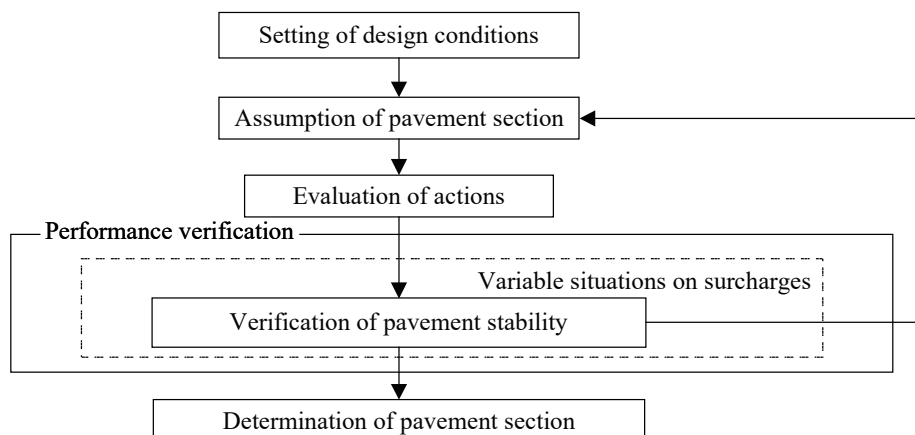 Setting of design conditions
Assumption of pavement section
Evaluation of actions
Performance verification
Variable situations on surcharges
Verification of pavement stability
Determination of pavement section